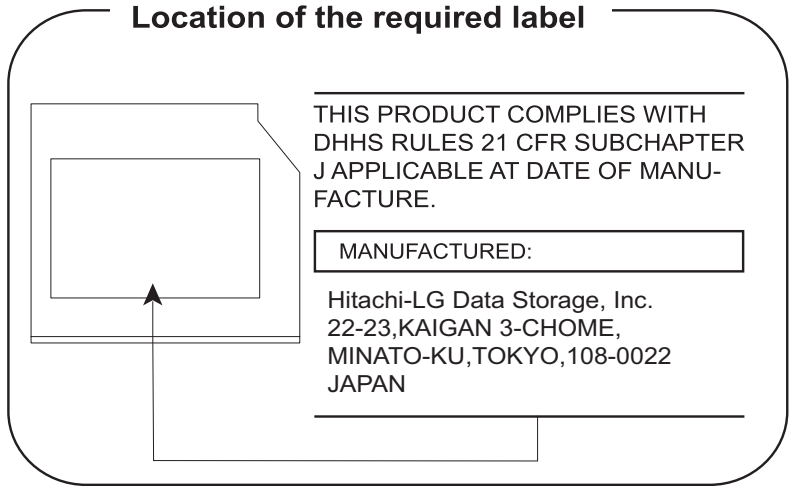 Location of the required label
THIS PRODUCT COMPLIES WITH
DHHS RULES 21 CFR SUBCHAPTER
J APPLICABLE AT DATE OF MANU-
FACTURE.
MANUFACTURED:
Hitachi-LG Data Storage, Inc.
22-23,KAIGAN 3-CHOME,
MINATO-KU,TOKYO,108-0022
JAPAN